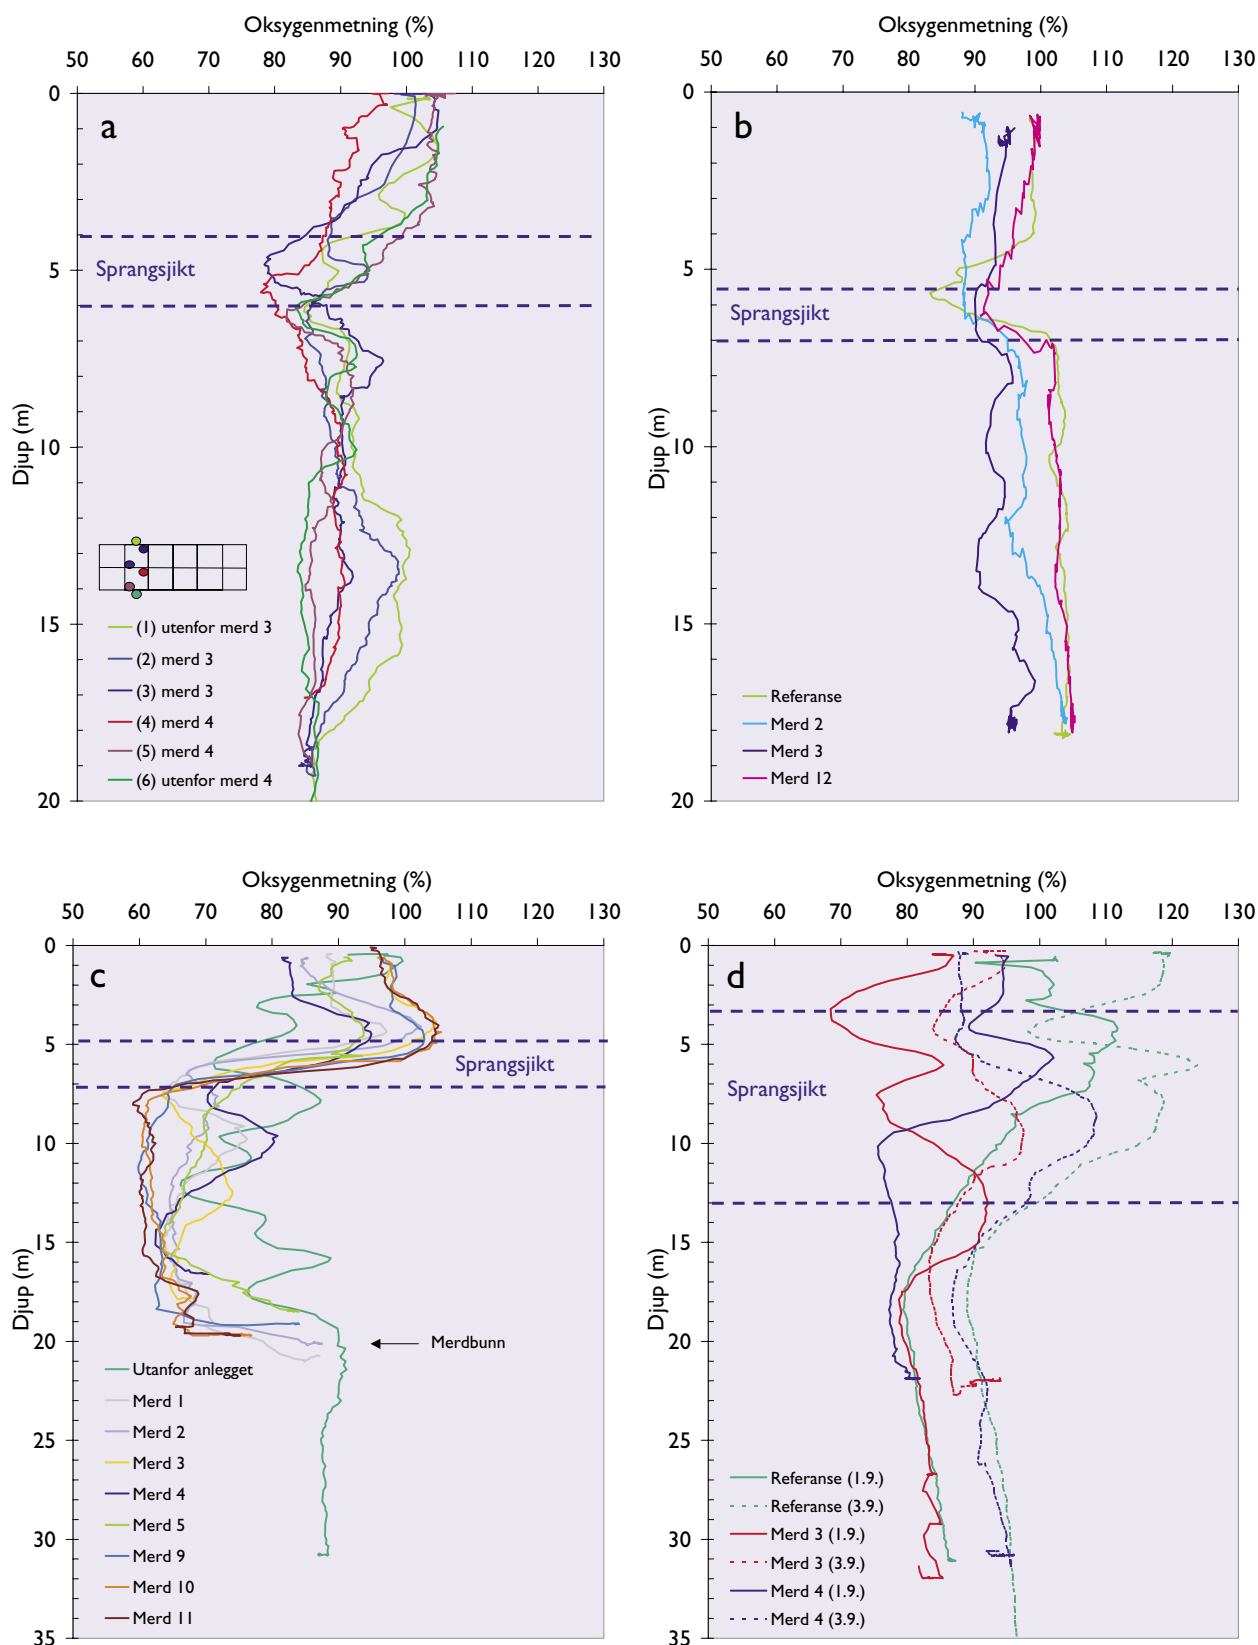 Oksygenmetning (%)
50 60 70 80 90 100 110 120 130
0
5
10
15
20
Djup (m)
a
Sprangsjikt
(1) utenfor merd 3
(2) merd 3
(3) merd 3
(4) merd 4
(5) merd 4
(6) utenfor merd 4
Oksygenmetning (%)
50 60 70 80 90 100 110 120 130
0
5
10
15
20
Djup (m)
b
Sprangsjikt
Referanse
Merd 2
Merd 3
Merd 12
Oksygenmetning (%)
50 60 70 80 90 100 110 120 130
0
5
10
15
20
25
30
35
Djup (m)
c
Sprangsjikt
Merdbunn
Utanfor anlegget
Merd 1
Merd 2
Merd 3
Merd 4
Merd 5
Merd 9
Merd 10
Merd 11
Oksygenmetning (%)
50 60 70 80 90 100 110 120 130
0
5
10
15
20
25
30
35
Djup (m)
d
Sprangsjikt
Referanse (1.9.)
Referanse (3.9.)
Merd 3 (1.9.)
Merd 3 (3.9.)
Merd 4 (1.9.)
Merd 4 (3.9.)